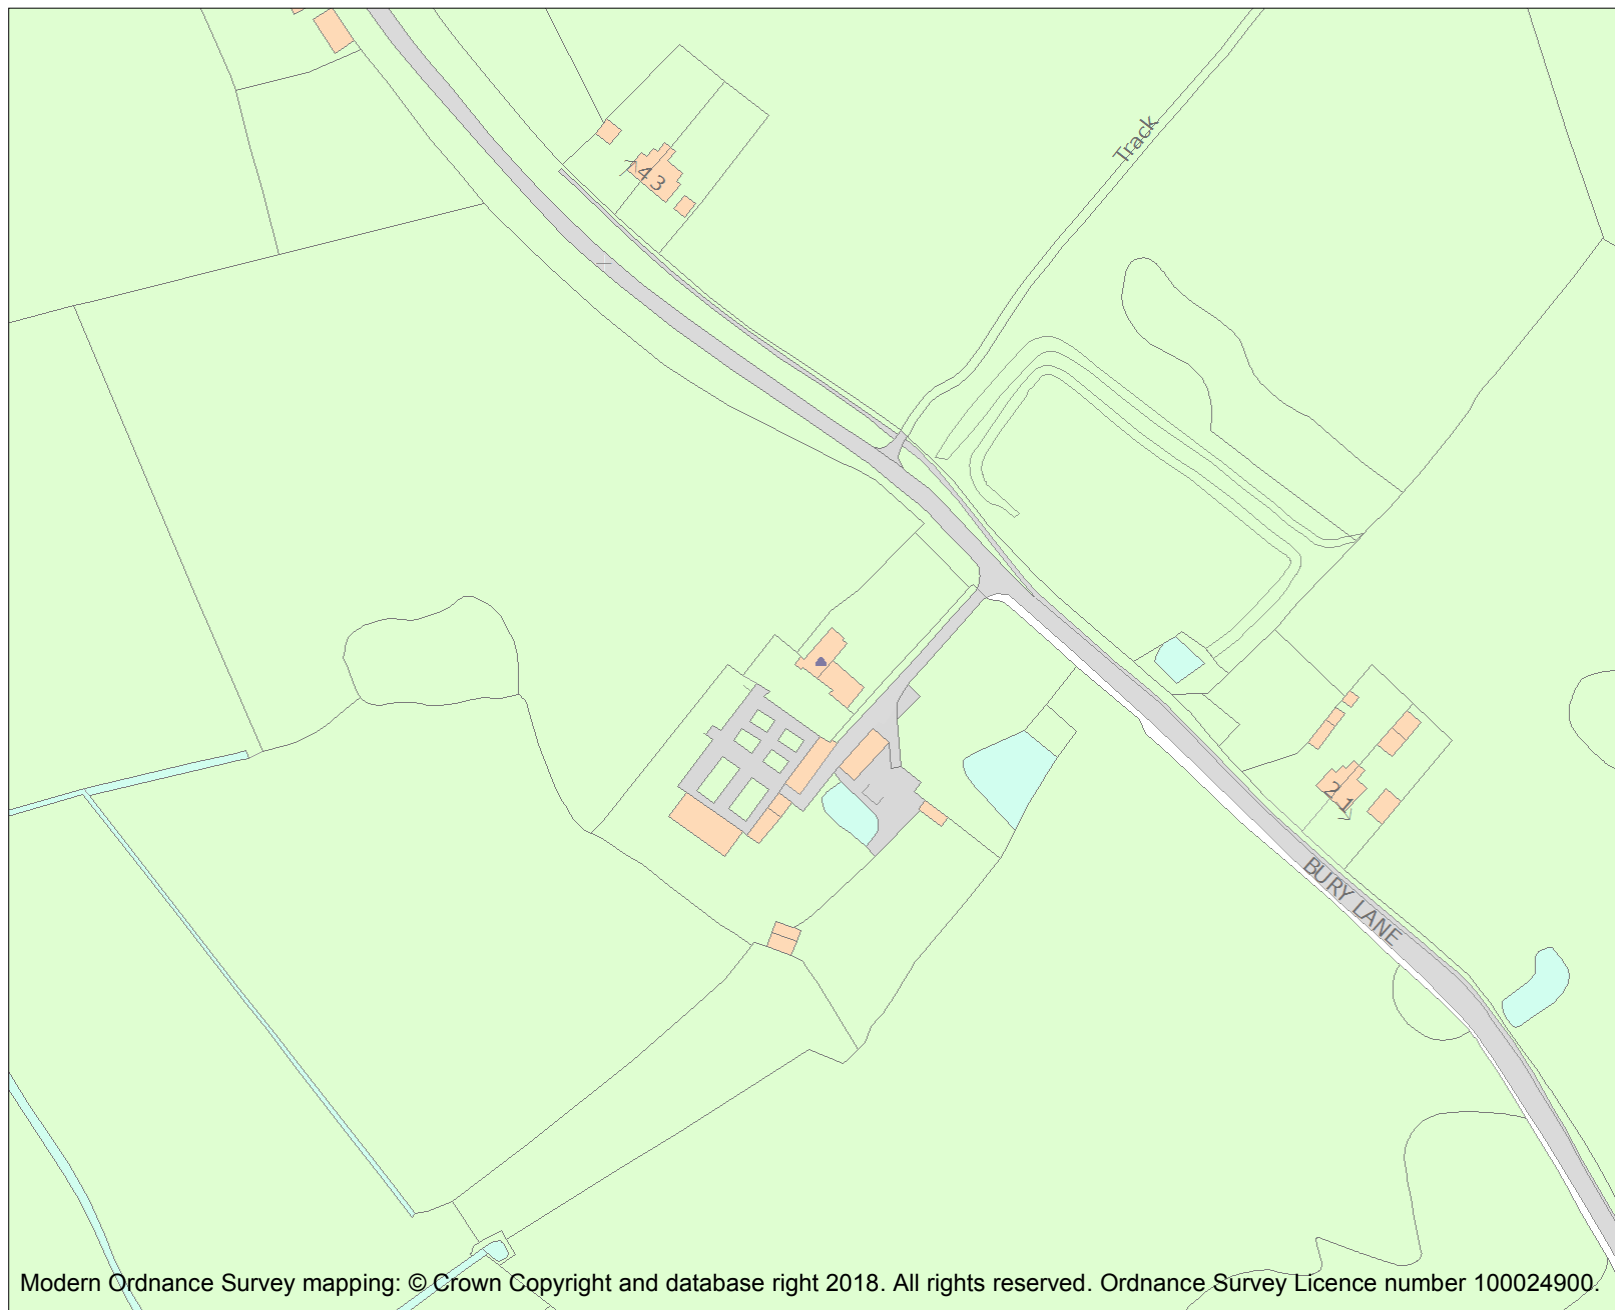 Track
143
21
BURY LANE
Modern Ordnance Survey mapping: © Crown Copyright and database right 2018. All rights reserved. Ordnance Survey Licence number 100024900.